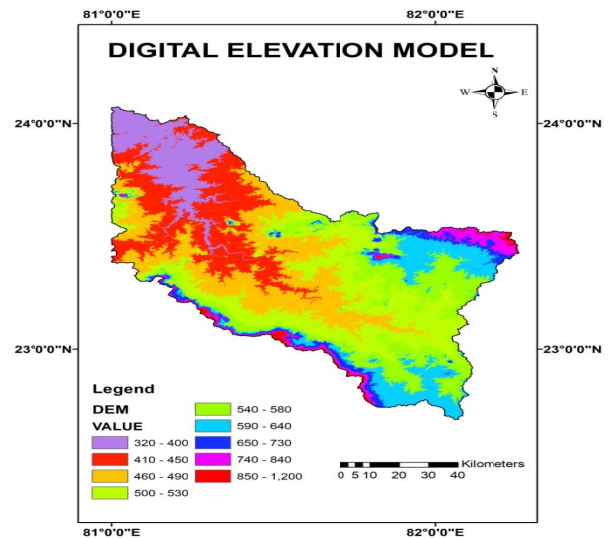 81°0'0"E 82°0'0"E
DIGITAL ELEVATION MODEL
N
W E
S
24°0'0"N 24°0'0"N
23°0'0"N 23°0'0"N
Legend
DEM
VALUE
320 - 400
410 - 450
460 - 490
500 - 530
540 - 580
590 - 640
650 - 730
740 - 840
850 - 1,200
Kilometers
0 5 10 20 30 40
81°0'0"E 82°0'0"E